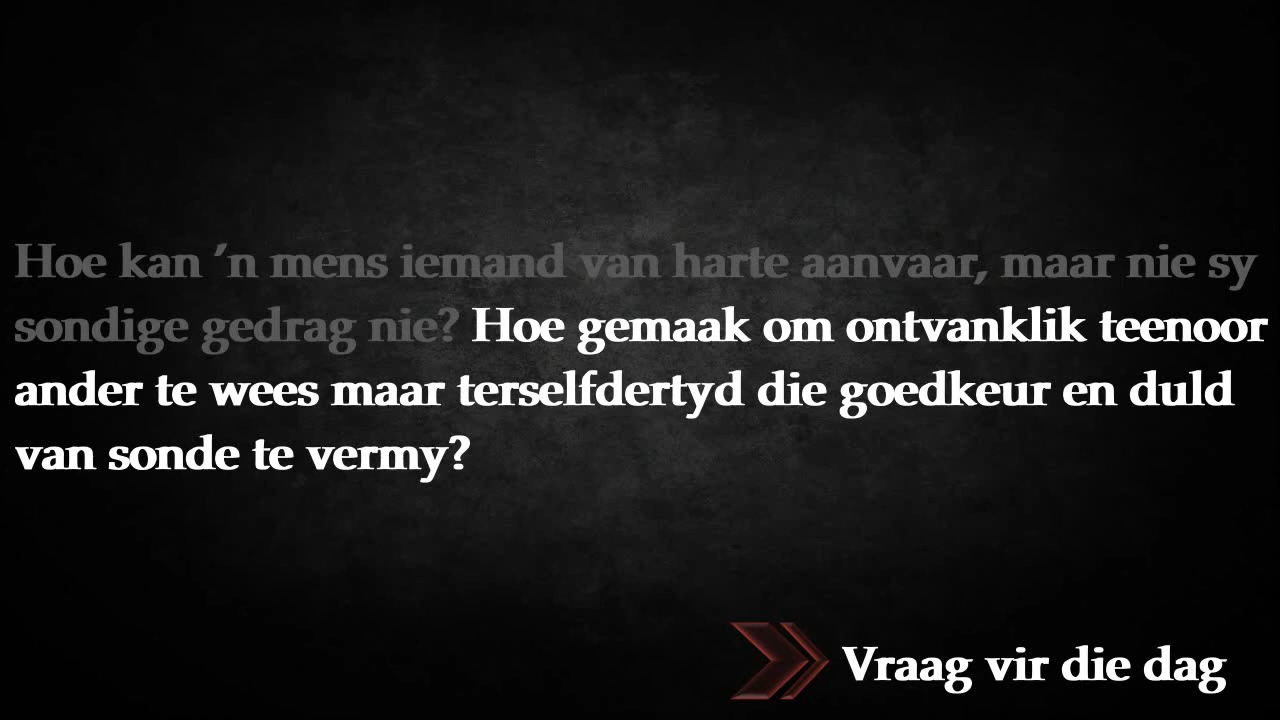 Hoe kan ’n mens iemand van harte aanvaar, maar nie sy
sondige gedrag nie? Hoe gemaak om ontvanklik teenoor
ander te wees maar terselfdertyd die goedkeur en duld
van sonde te vermy?
Vraag vir die dag